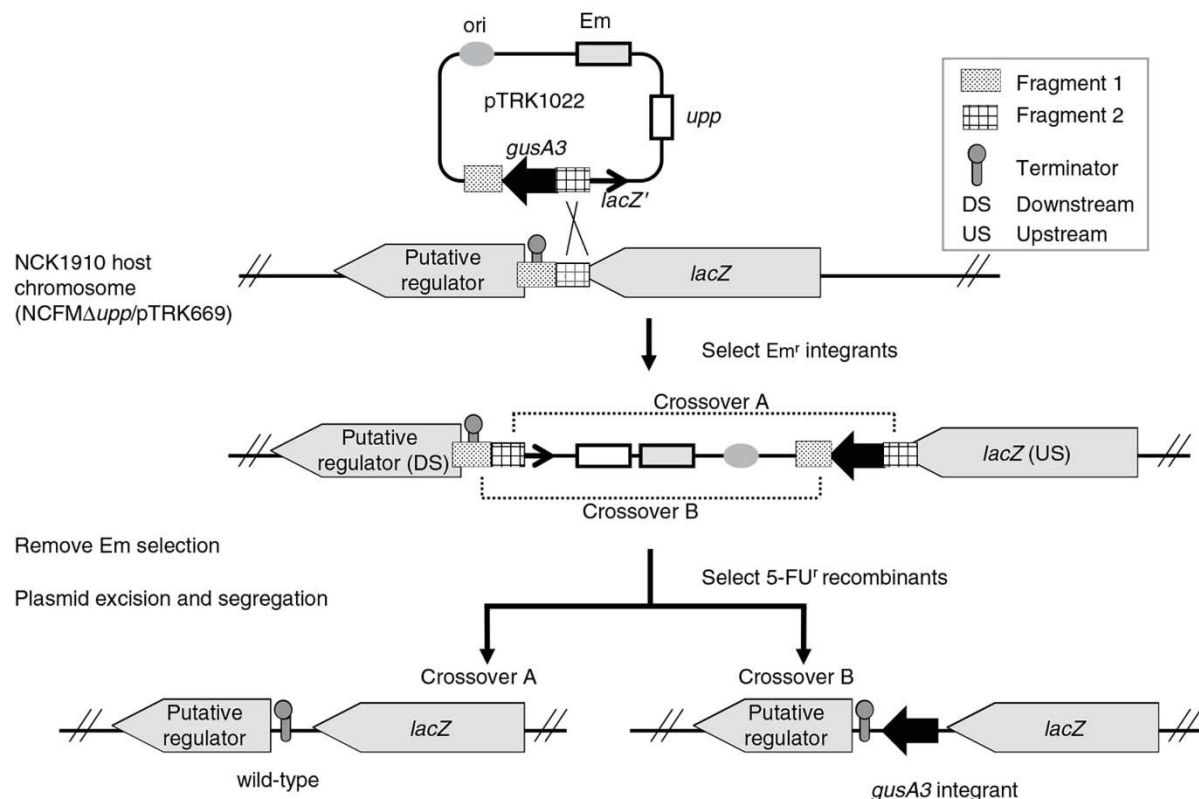 ori
Em
pTRK1022
upp
gusA3
lacZ'
Fragment 1
Fragment 2
Terminator
DS Downstream
US Upstream
NCK1910 host
chromosome
(NCFMΔupp/pTRK669)
Putative
regulator
lacZ
Select Emʳ integrants
Crossover A
Putative
regulator (DS)
lacZ (US)
Crossover B
Remove Em selection
Select 5-FUʳ recombinants
Plasmid excision and segregation
Crossover A
Crossover B
Putative
regulator
lacZ
Putative
regulator
lacZ
wild-type
gusA3 integrant